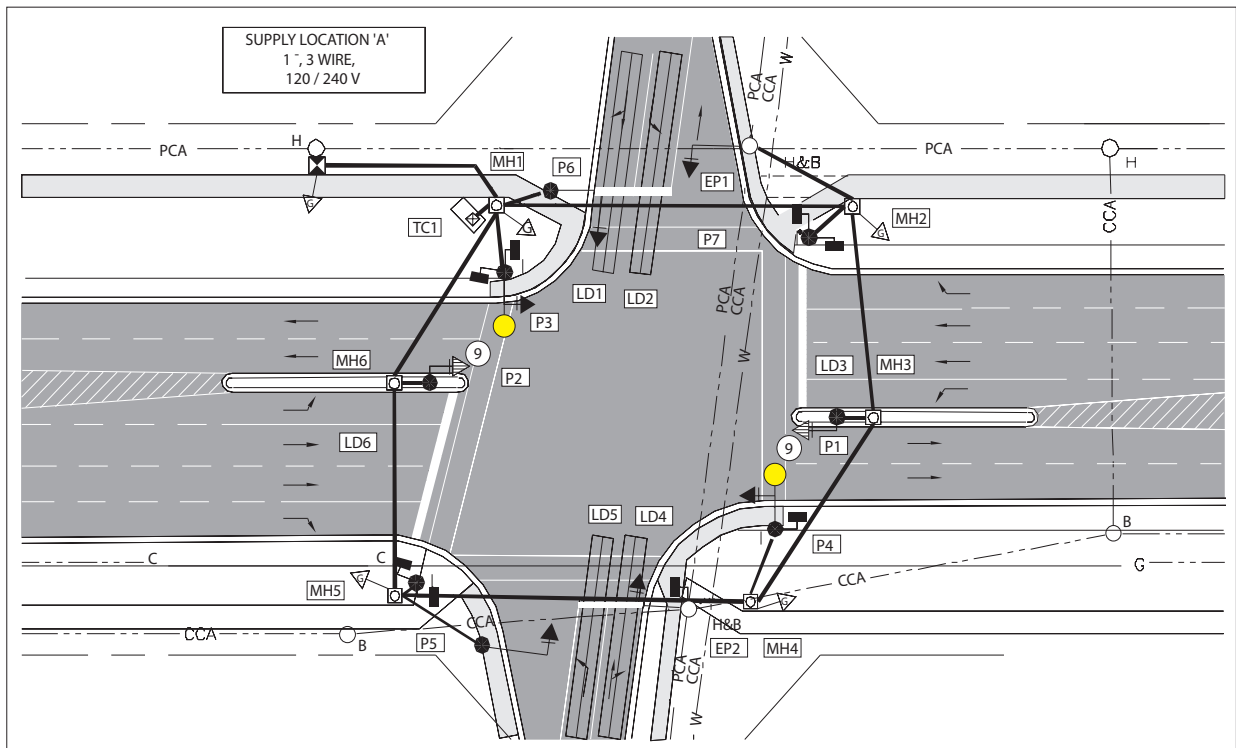 SUPPLY LOCATION 'A'
1 ~, 3 WIRE,
120 / 240 V
PCA
CCA
W
H
PCA
MH1
P6
EP1
H&B
PCA
H
G
TC1
G
MH2
G
CCA
P7
LD1
LD2
PCA
CCA
P3
W
MH6
9
P2
LD3
MH3
LD6
9
P1
LD5
LD4
B
P4
C
C
G
G
MH5
CCA
G
CCA
CCA
B
P5
H&B
EP2
MH4
PCA
CCA
W